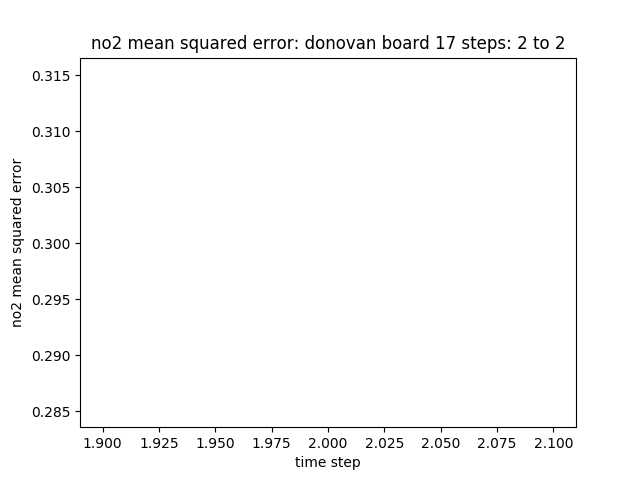 no2 mean squared error: donovan board 17 steps: 2 to 2
0.315
0.310
0.305
0.300
0.295
0.290
0.285
no2 mean squared error
1.900 1.925 1.950 1.975 2.000 2.025 2.050 2.075 2.100
time step